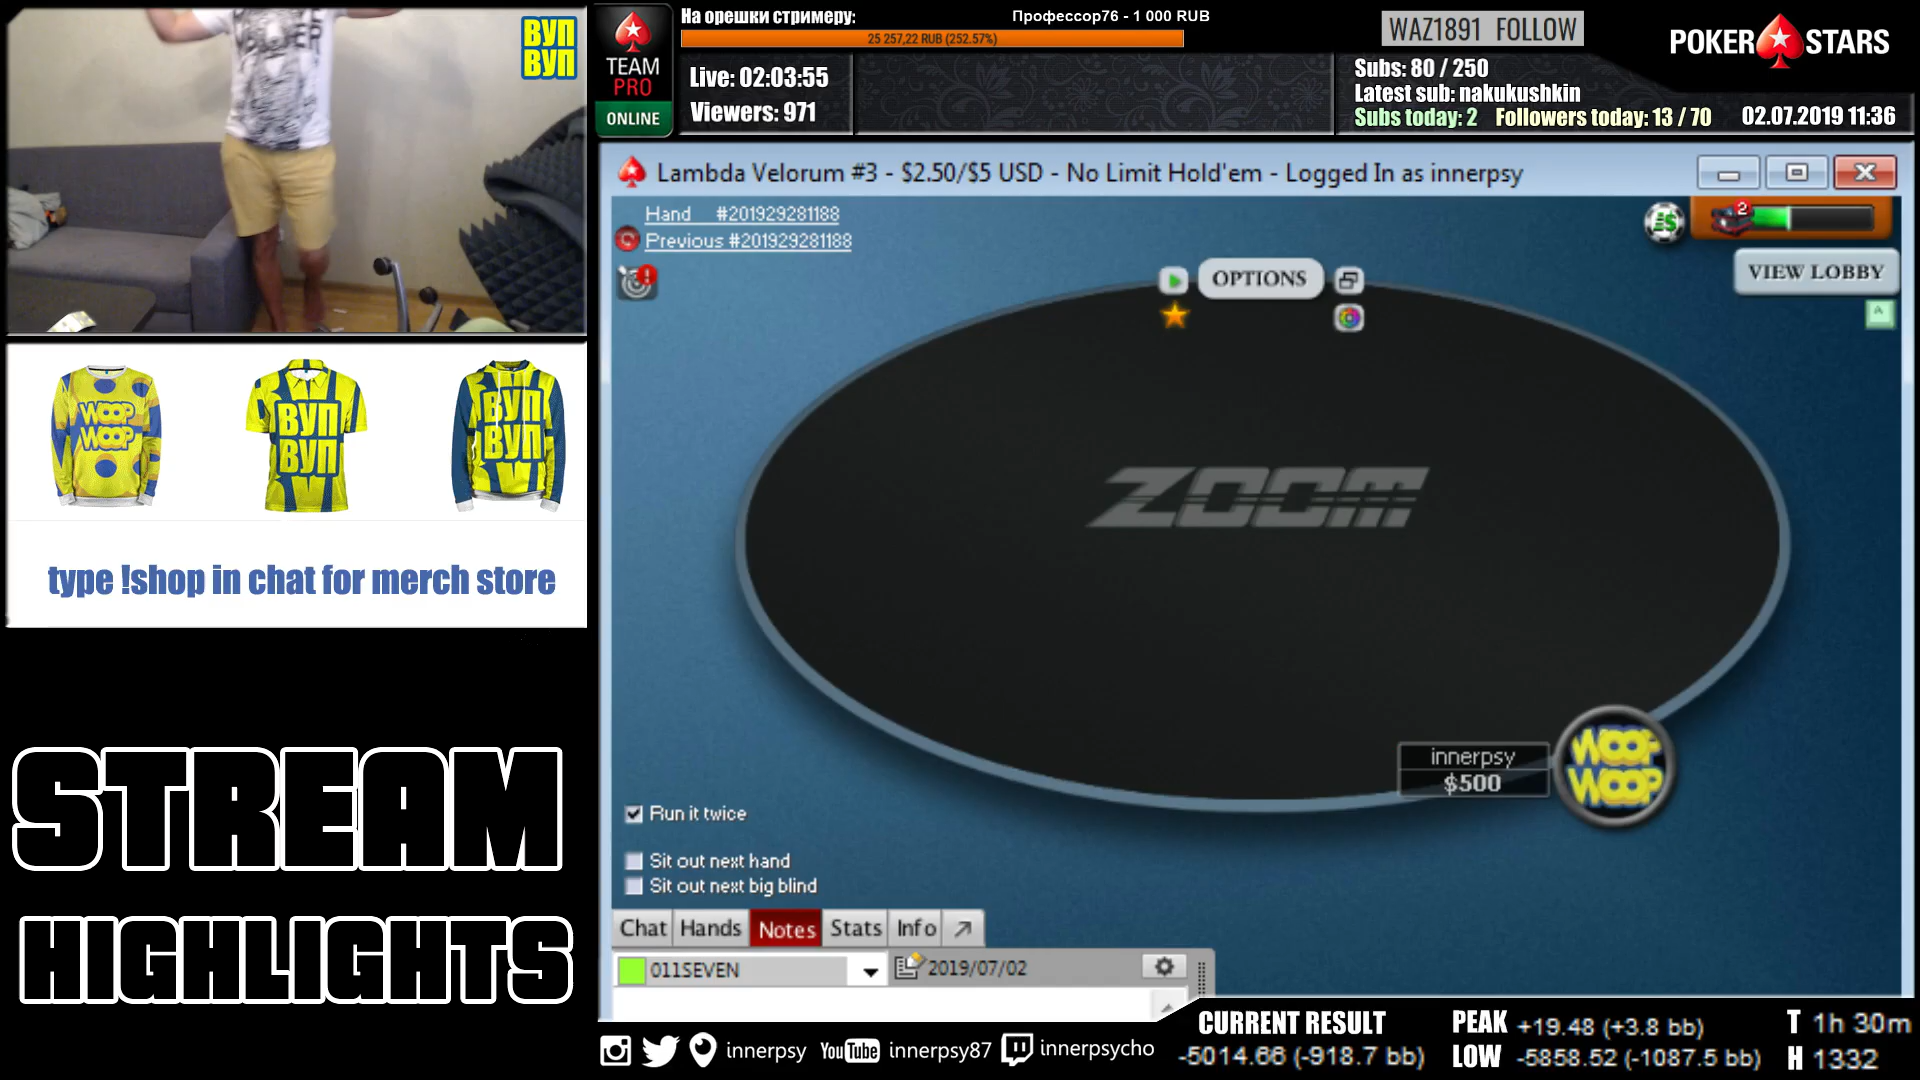 ВУП
ВУП
TEAM
PRO
ONLINE
На орешки стримеру:
Профессор76 - 1 000 RUB
25 257,22 RUB (252.57%)
Live: 02:03:55
Viewers: 971
WAZ1891 FOLLOW
POKER STARS
Subs: 80 / 250
Latest sub: nakukushkin
Subs today: 2 Followers today: 13 / 70
02.07.2019 11:36
Lambda Velorum #3 - $2.50/$5 USD - No Limit Hold'em - Logged In as innerpsy
Hand #201929281188
Previous #201929281188
2
VIEW LOBBY
OPTIONS
ZOOM
WOOP
WOOP
ВУП
ВУП
ВУП
ВУП
type !shop in chat for merch store
innerpsy
$500
WOOP
WOOP
Run it twice
Sit out next hand
Sit out next big blind
Chat Hands Notes Stats Info
011SEVEN
2019/07/02
STREAM
HIGHLIGHTS
innerpsy YouTube innerpsy87 innerpsycho
CURRENT RESULT
-5014.66 (-918.7 bb)
PEAK +19.48 (+3.8 bb)
LOW -5858.52 (-1087.5 bb)
T 1h 30m
H 1332